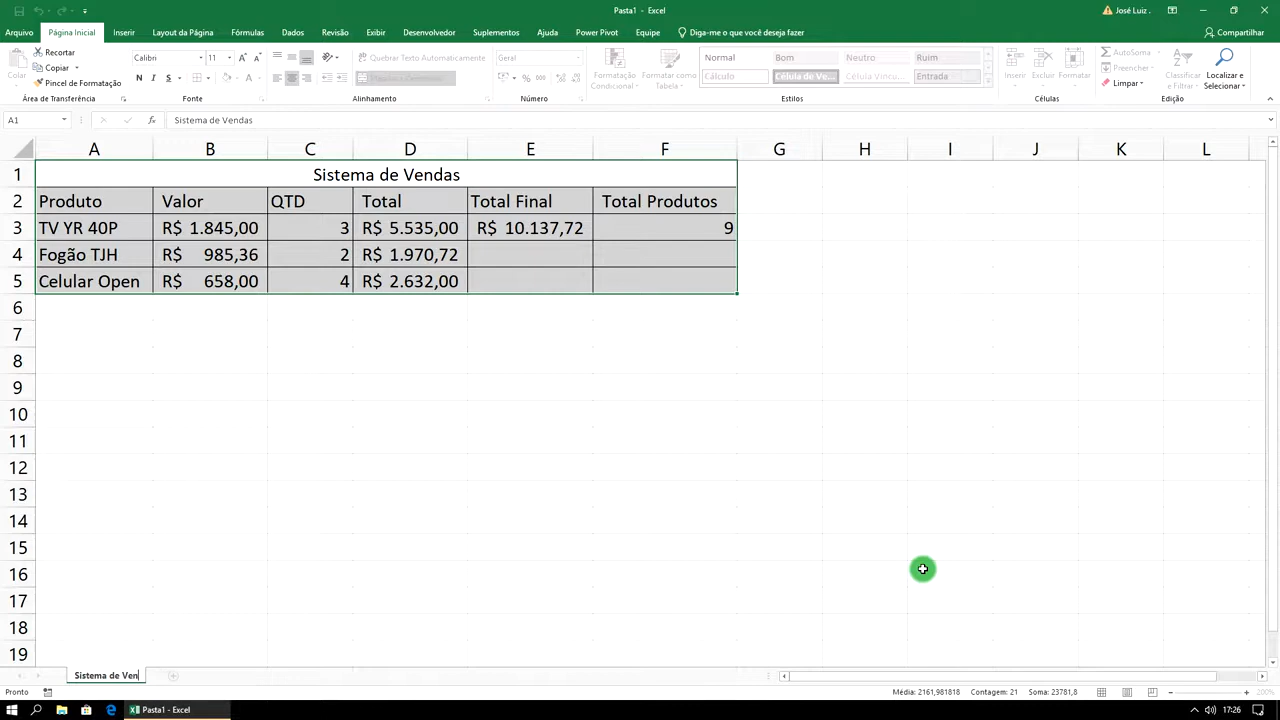 Pasta1 - Excel
José Luiz .
Arquivo Página Inicial Inserir Layout da Página Fórmulas Dados Revisão Exibir Desenvolvedor Suplementos Ajuda Power Pivot Equipe Diga-me o que você deseja fazer Compartilhar
Colar
Recortar
Copiar
Pincel de Formatação
Área de Transferência
Calibri 11
N I S
Fonte
Quebrar Texto Automaticamente
Mesclar e Centralizar
Alinhamento
Geral
% 000
Número
Formatação Condicional
Formatar como Tabela
Normal Bom Neutro Ruim
Cálculo Célula de Ve... Célula Vincu... Entrada
Estilos
Inserir Excluir Formatar
Células
AutoSoma
Preencher
Limpar
Classificar e Filtrar
Localizar e Selecionar
Edição
A1 fx Sistema de Vendas
A B C D E F G H I J K L
1 Sistema de Vendas
2 Produto Valor QTD Total Total Final Total Produtos
3 TV YR 40P R$ 1.845,00 3 R$ 5.535,00 R$ 10.137,72 9
4 Fogão TJH R$ 985,36 2 R$ 1.970,72
5 Celular Open R$ 658,00 4 R$ 2.632,00
6
7
8
9
10
11
12
13
14
15
16
17
18
19
Sistema de Ven
Pronto Média: 2161,981818 Contagem: 21 Soma: 23781,8 200%
Pasta1 - Excel 17:26